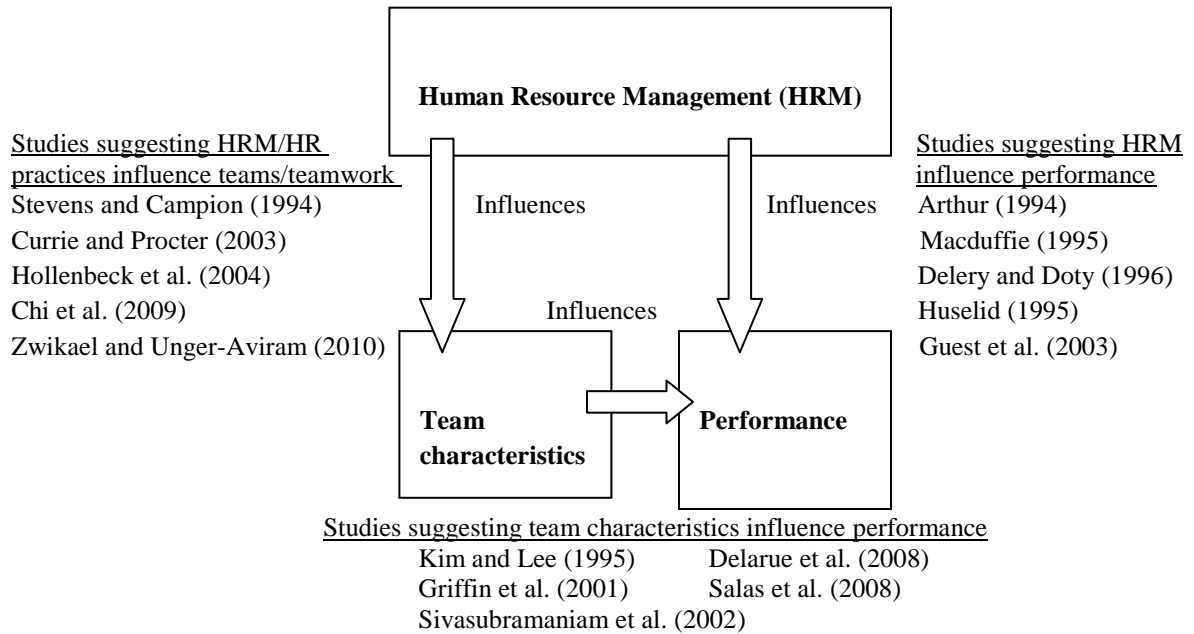 Human Resource Management (HRM)
Studies suggesting HRM/HR
practices influence teams/teamwork
Stevens and Campion (1994)
Currie and Procter (2003)
Hollenbeck et al. (2004)
Chi et al. (2009)
Zwikael and Unger-Aviram (2010)
Influences
Influences
Studies suggesting HRM
influence performance
Arthur (1994)
Macduffie (1995)
Delery and Doty (1996)
Huselid (1995)
Guest et al. (2003)
Influences
Team
characteristics
Performance
Studies suggesting team characteristics influence performance
Kim and Lee (1995) Delarue et al. (2008)
Griffin et al. (2001) Salas et al. (2008)
Sivasubramaniam et al. (2002)